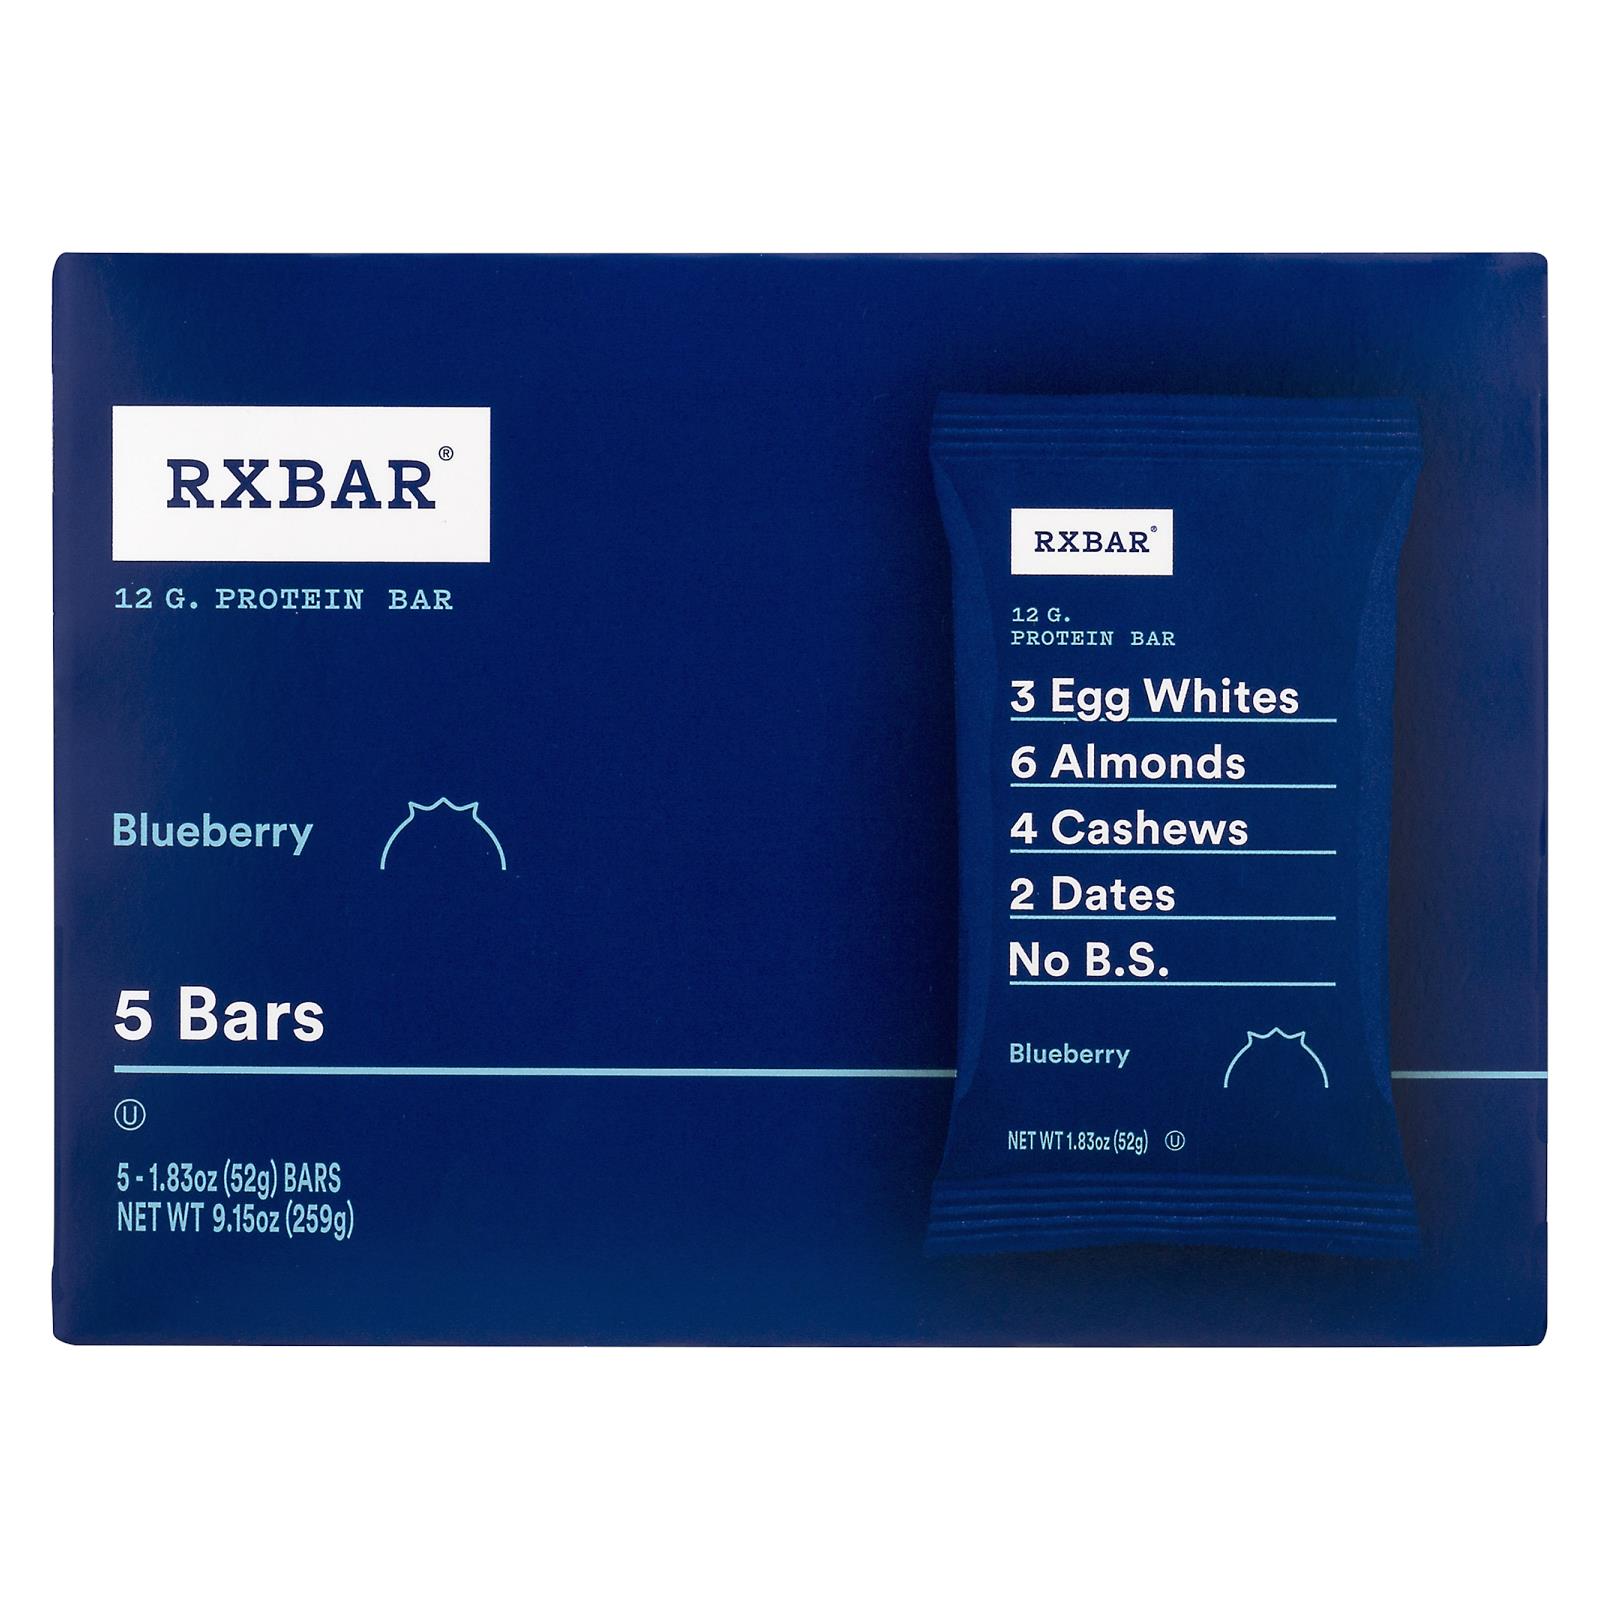 RXBAR®
12 G. PROTEIN BAR
Blueberry
5 Bars
U
5 - 1.83oz (52g) BARS
NET WT 9.15oz (259g)
RXBAR®
12 G.
PROTEIN BAR
3 Egg Whites
6 Almonds
4 Cashews
2 Dates
No B.S.
Blueberry
NET WT 1.83oz (52g) U